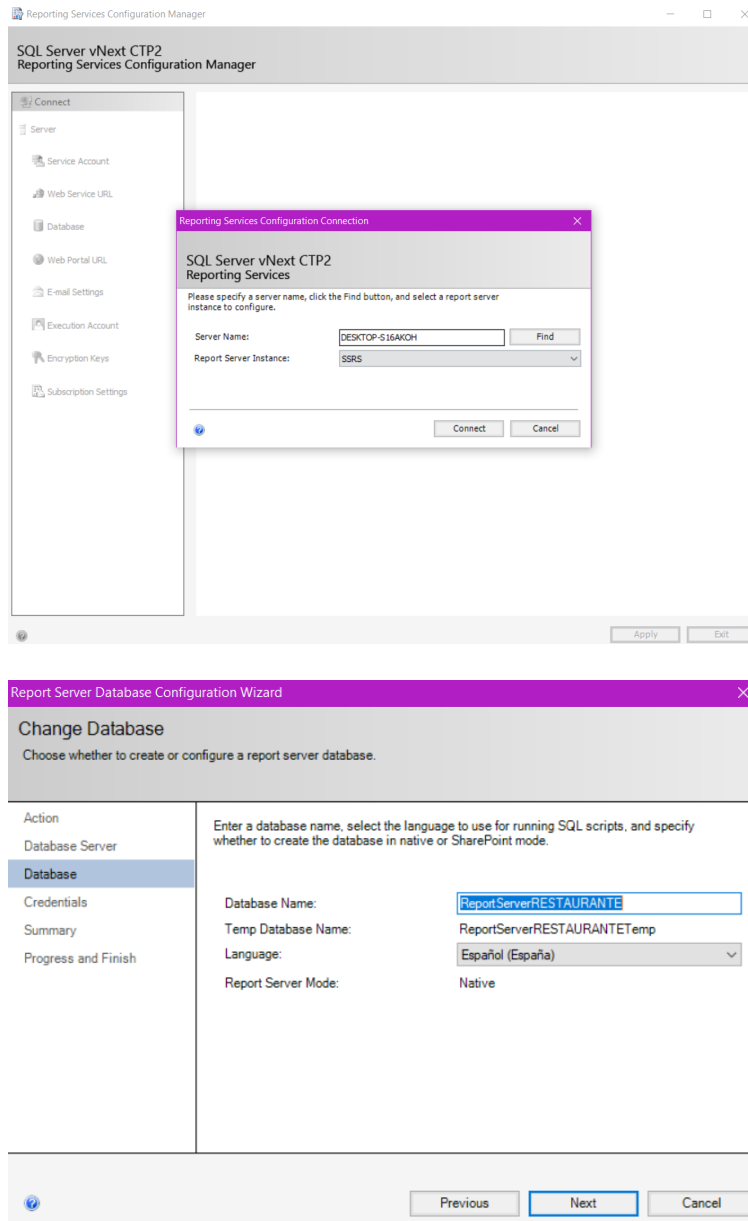 Reporting Services Configuration Manager
SQL Server vNext CTP2
Reporting Services Configuration Manager
Connect
Server
Service Account
Web Service URL
Database
Web Portal URL
E-mail Settings
Execution Account
Encryption Keys
Subscription Settings
Reporting Services Configuration Connection
SQL Server vNext CTP2
Reporting Services
Please specify a server name, click the Find button, and select a report server
instance to configure.
Server Name: DESKTOP-S16AKOH Find
Report Server Instance: SSRS
Connect Cancel
Apply Exit
Report Server Database Configuration Wizard
Change Database
Choose whether to create or configure a report server database.
Action
Database Server
Database
Credentials
Summary
Progress and Finish
Enter a database name, select the language to use for running SQL scripts, and specify
whether to create the database in native or SharePoint mode.
Database Name: ReportServerRESTAURANTE
Temp Database Name: ReportServerRESTAURANTETemp
Language: Español (España)
Report Server Mode: Native
Previous Next Cancel